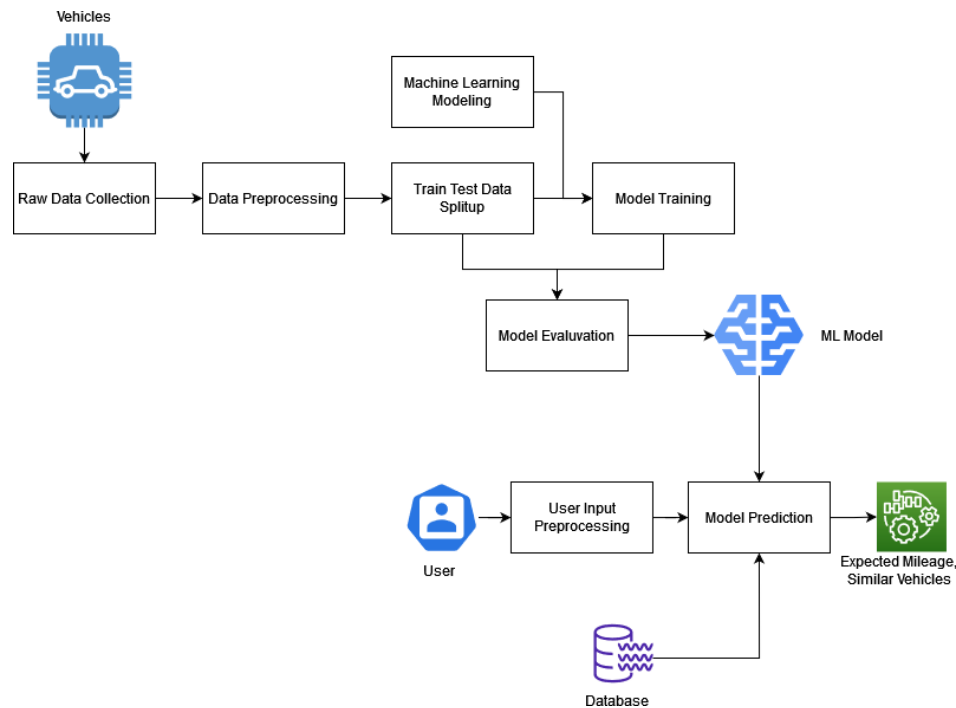 Vehicles
Machine Learning
Modeling
Raw Data Collection
Data Preprocessing
Train Test Data
Splitup
Model Training
Model Evaluvation
ML Model
User Input
Preprocessing
Model Prediction
User
Expected Mileage,
Similar Vehicles
Database